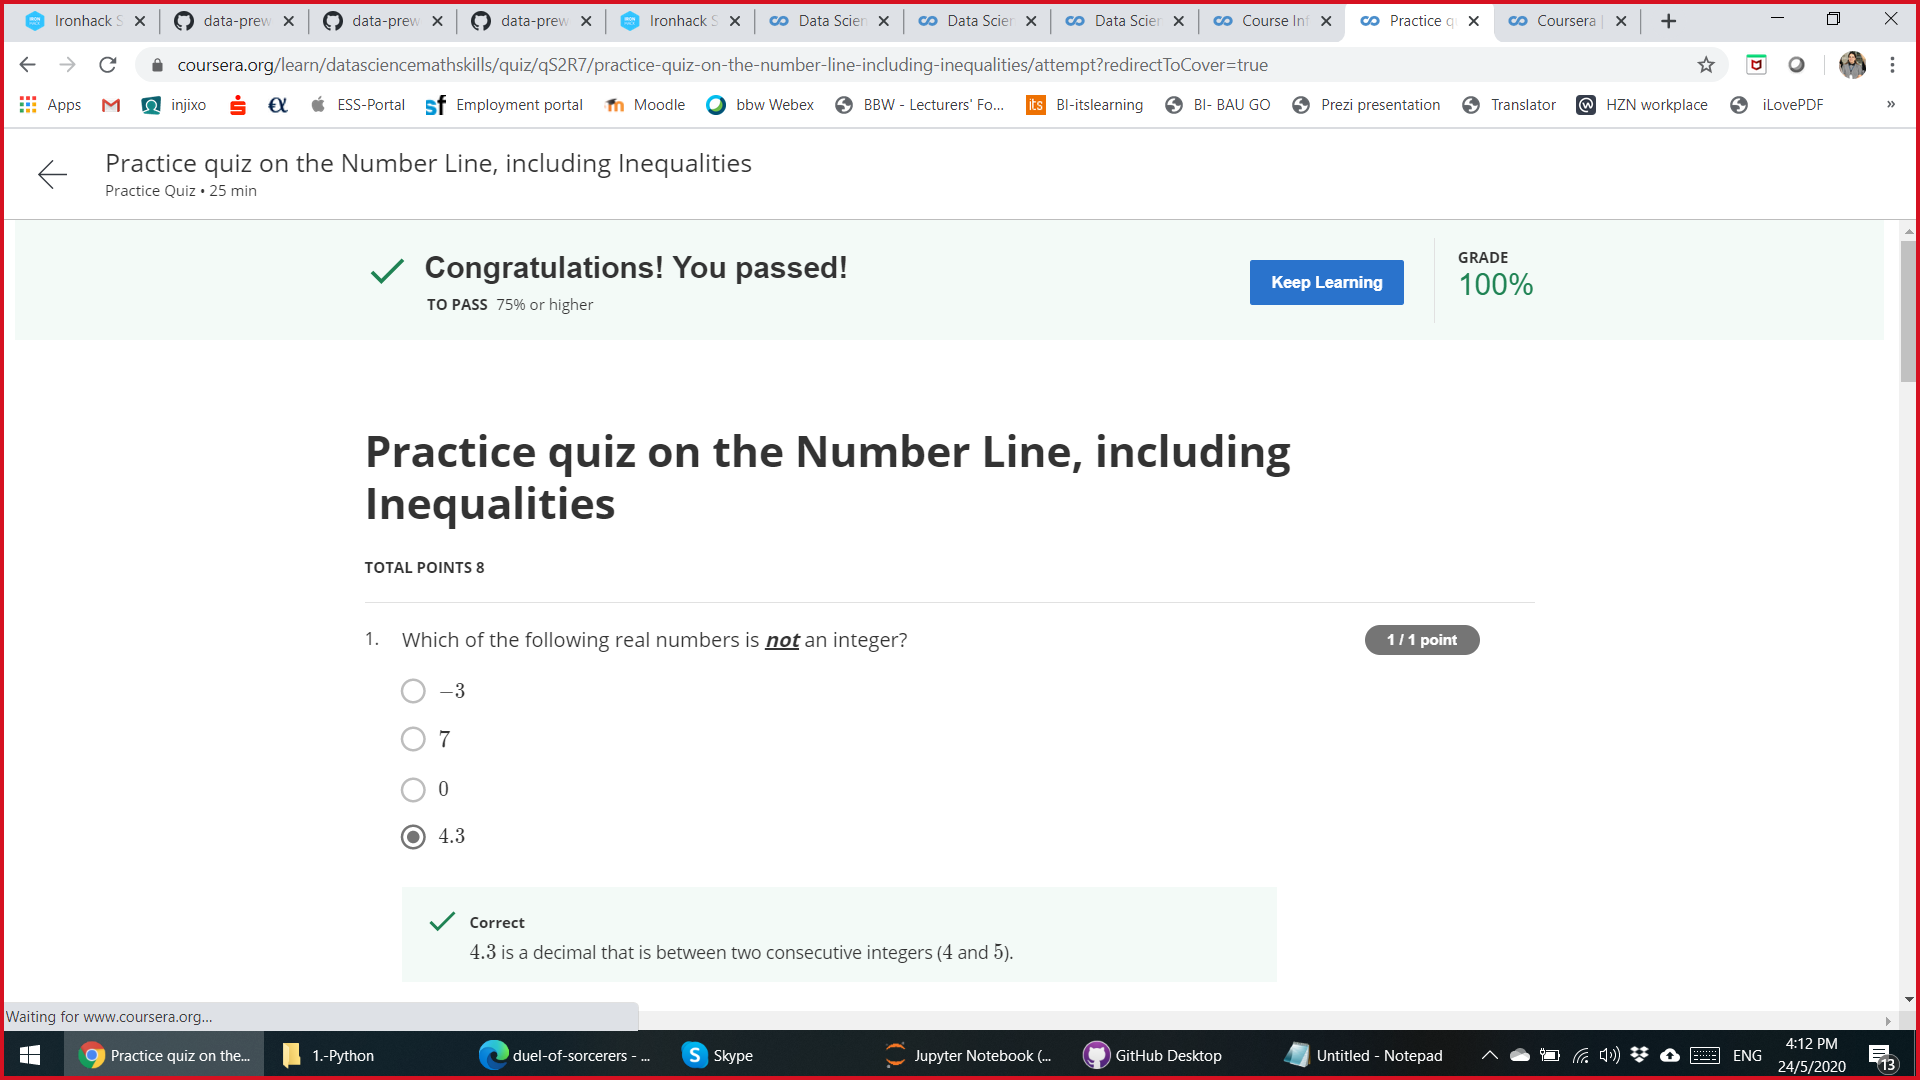 Ironhack S
data-prew
data-prew
data-prew
Ironhack S
Data Scien
Data Scien
Data Scien
Course Inf
Practice q
Coursera |
coursera.org/learn/datasciencemathskills/quiz/qS2R7/practice-quiz-on-the-number-line-including-inequalities/attempt?redirectToCover=true
Apps
injixo
ESS-Portal
Employment portal
Moodle
bbw Webex
BBW - Lecturers' Fo...
its
BI-itslearning
BI- BAU GO
Prezi presentation
Translator
HZN workplace
iLovePDF
»
Practice quiz on the Number Line, including Inequalities
Practice Quiz • 25 min
Congratulations! You passed!
TO PASS 75% or higher
Keep Learning
GRADE
100%
Practice quiz on the Number Line, including
Inequalities
TOTAL POINTS 8
1. Which of the following real numbers is not an integer?
1 / 1 point
−3
7
0
4.3
Correct
4.3 is a decimal that is between two consecutive integers (4 and 5).
Waiting for www.coursera.org...
Practice quiz on the...
1.-Python
duel-of-sorcerers - ...
Skype
Jupyter Notebook (...
GitHub Desktop
Untitled - Notepad
ENG
4:12 PM
24/5/2020
13